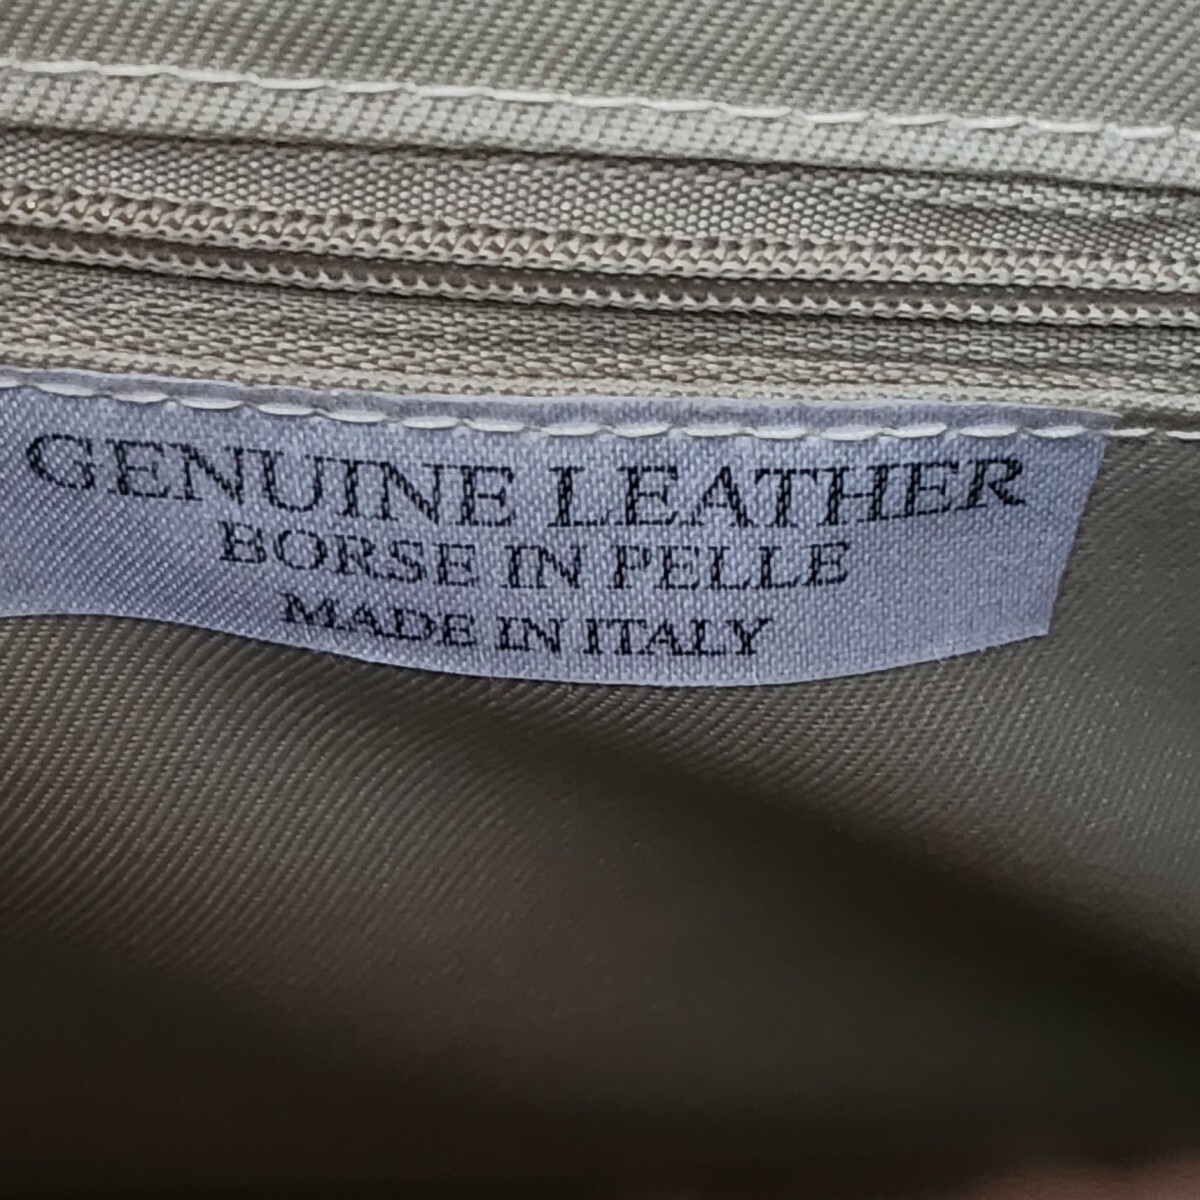 GENUINE LEATHER
BORSE IN PELLE
MADE IN ITALY